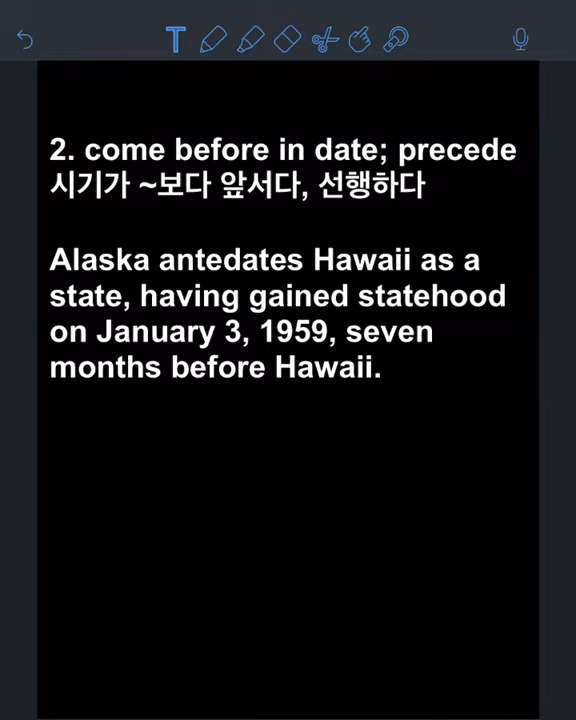 2. come before in date; precede
시기가 ~보다 앞서다, 선행하다
Alaska antedates Hawaii as a
state, having gained statehood
on January 3, 1959, seven
months before Hawaii.